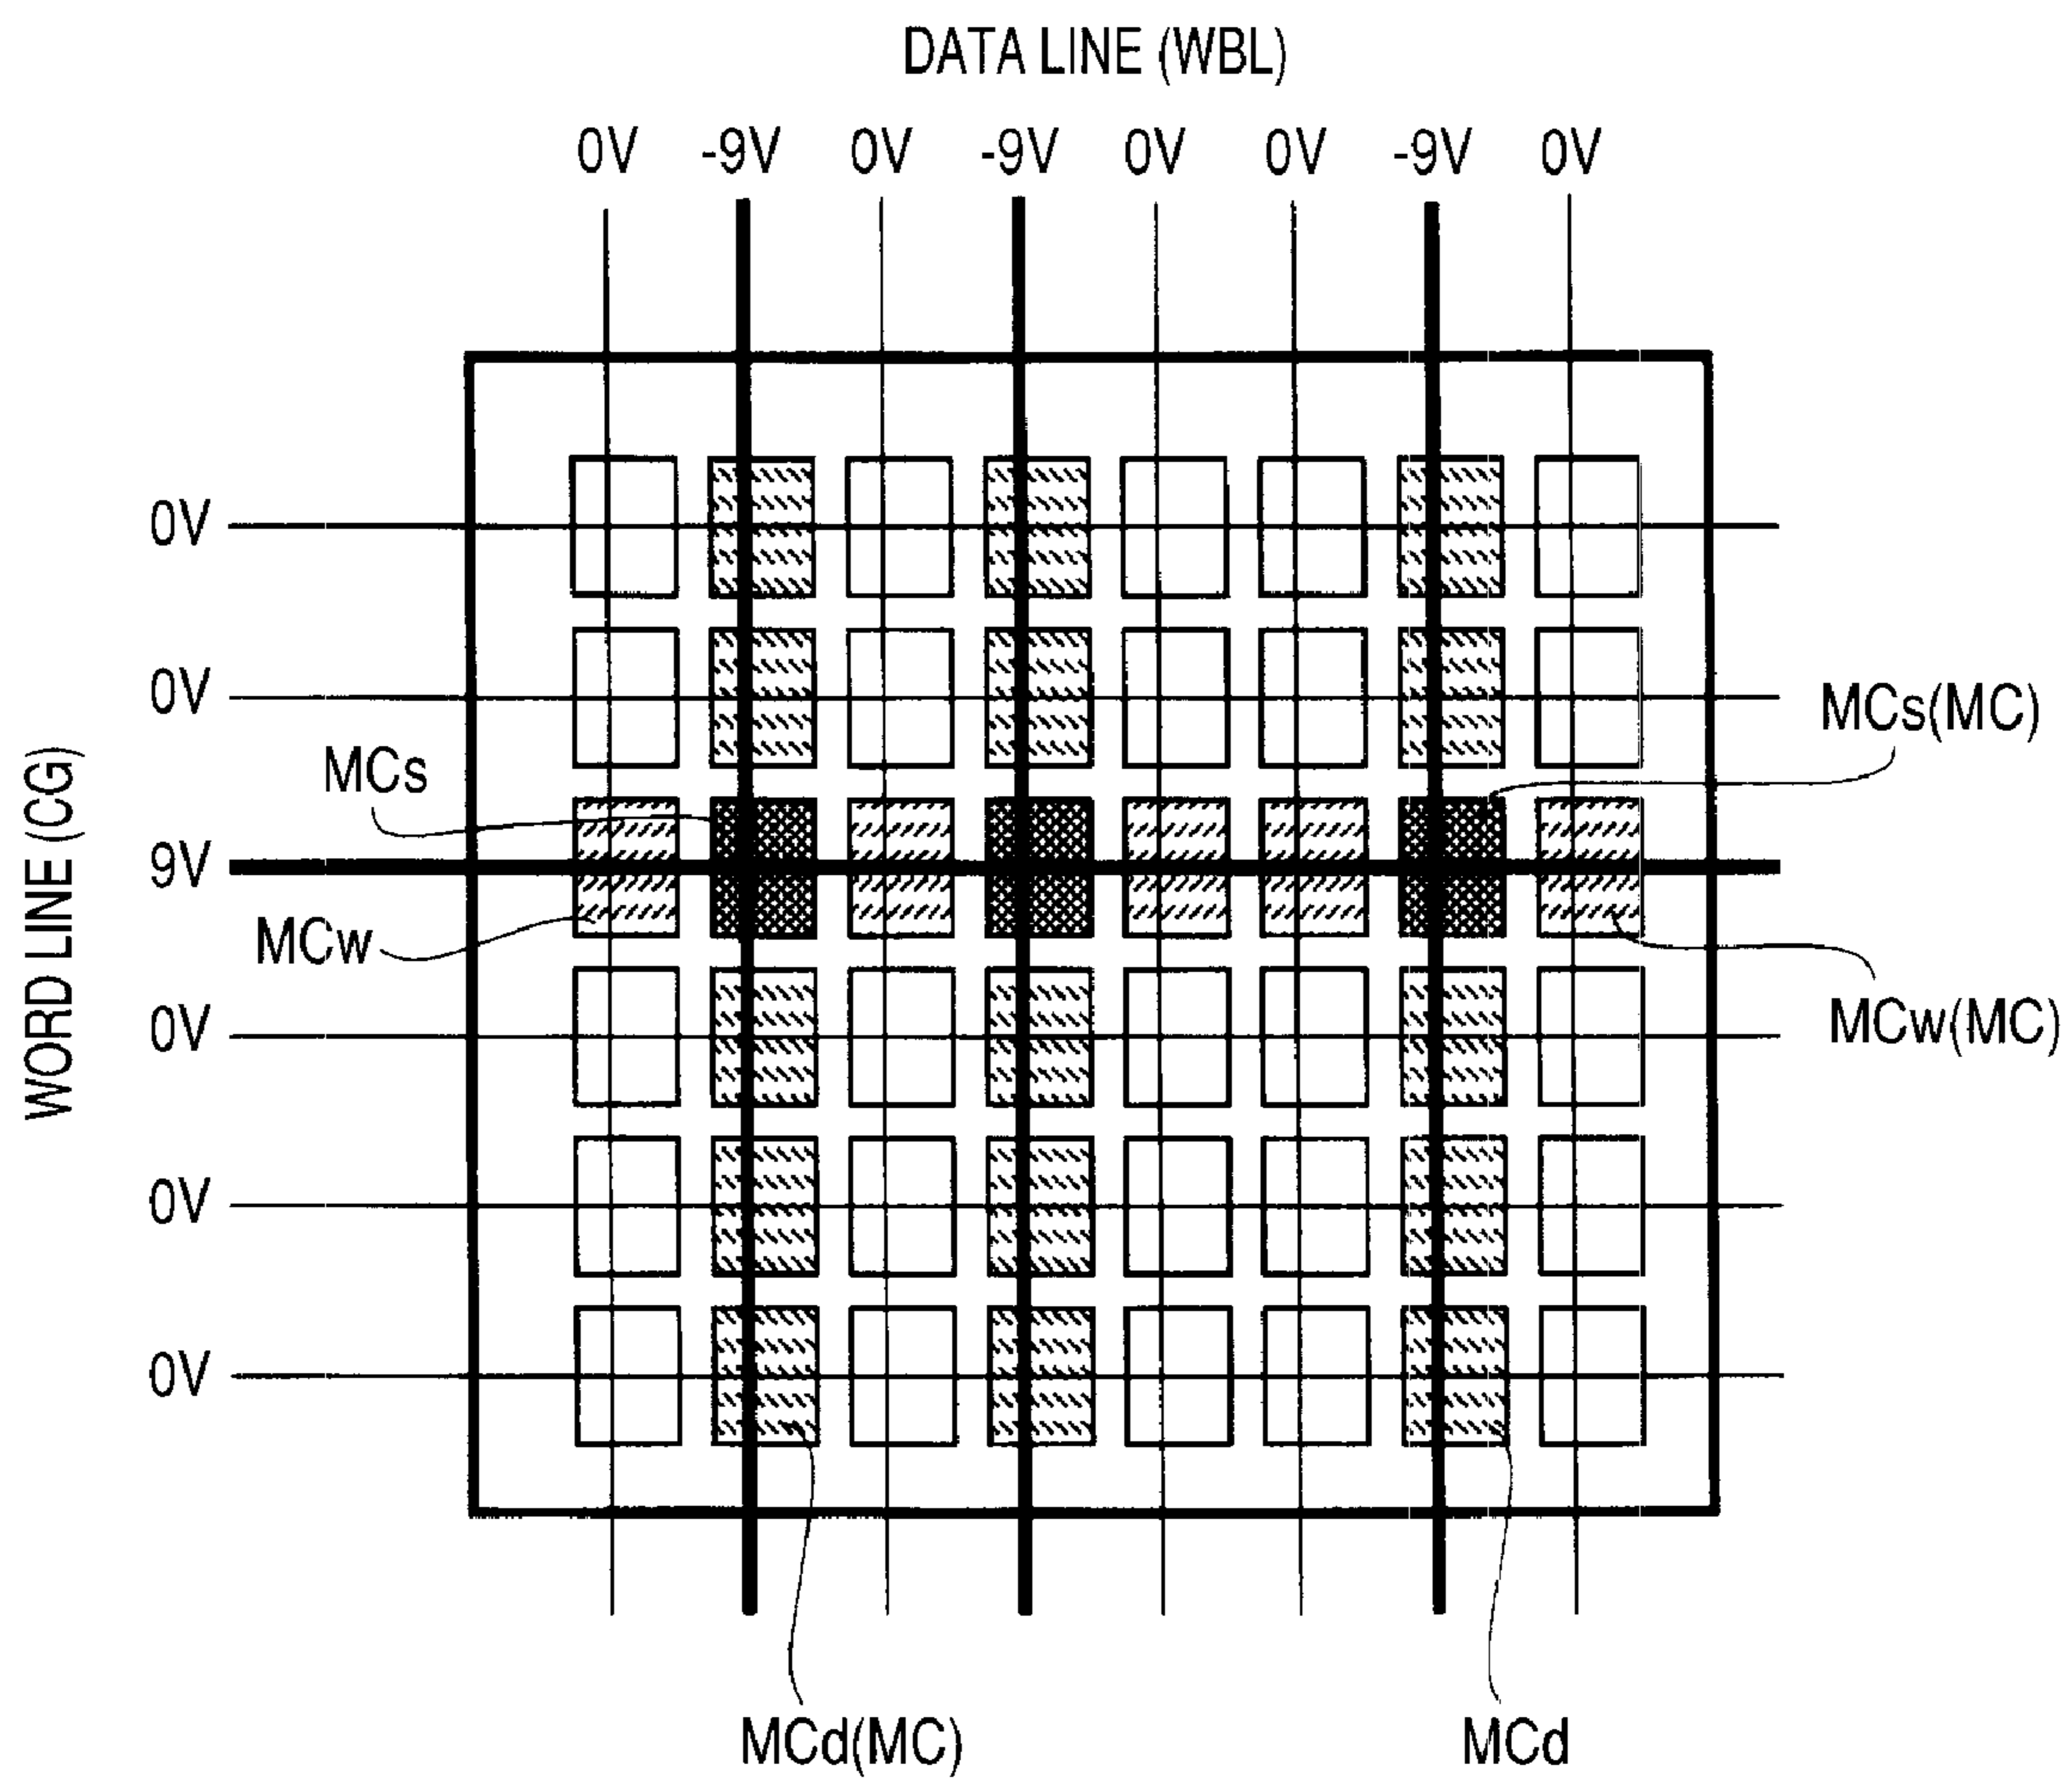 DATA LINE (WBL)
0V -9V 0V -9V 0V 0V -9V 0V
WORD LINE (CG)
0V
0V
MCs(MC)
MCs
9V
MCw
MCw(MC)
0V
0V
0V
MCd(MC) MCd